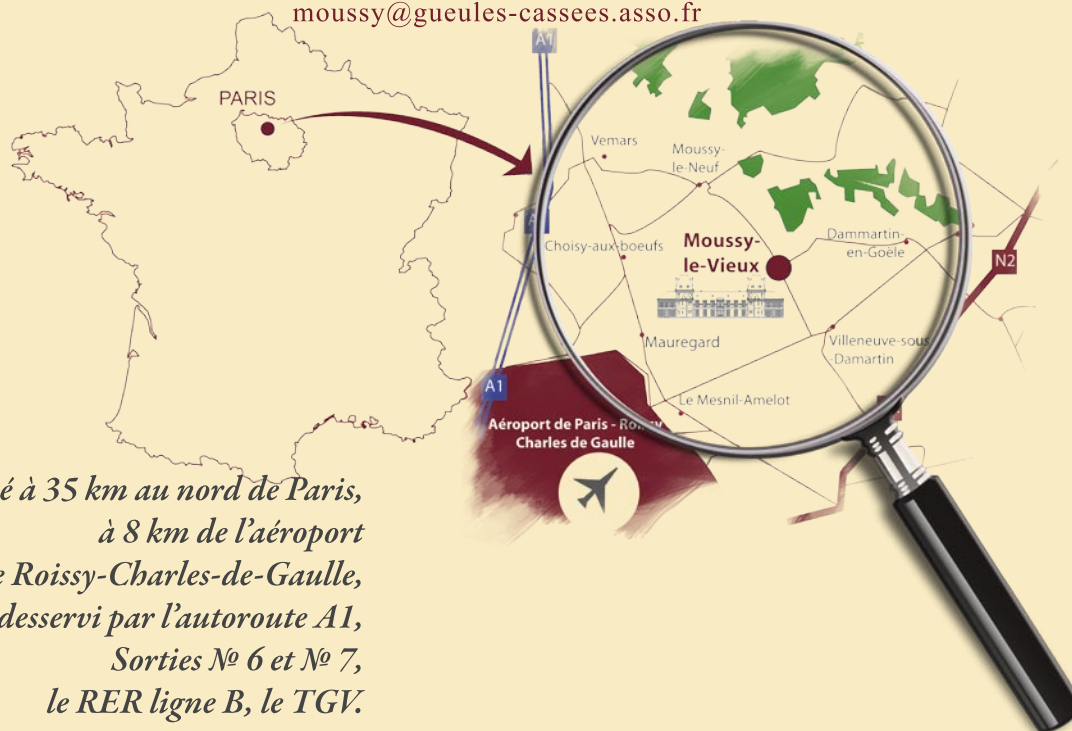 moussy@gueules-cassees.asso.fr
A1
PARIS
Vemars
Moussy-
le-Neuf
Choisy-aux-boeufs
Moussy-
le-Vieux
Dammartin-
en-Goële
N2
Mauregard
Villeneuve-sous
-Damartin
A1
Le Mesnil-Amelot
Aéroport de Paris - Roissy
Charles de Gaulle
é à 35 km au nord de Paris,
à 8 km de l’aéroport
e Roissy-Charles-de-Gaulle,
desservi par l’autoroute A1,
Sorties № 6 et № 7,
le RER ligne B, le TGV.